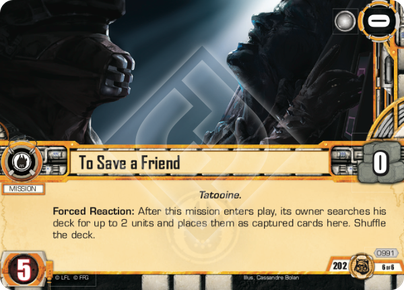 To Save a Friend
0
MISSION
Tatooine.
Forced Reaction: After this mission enters play, its owner searches his
deck for up to 2 units and places them as captured cards here. Shuffle
the deck.
5
0991
202
6 of 6
© LFL © FFG
Illus. Cassandre Bolan